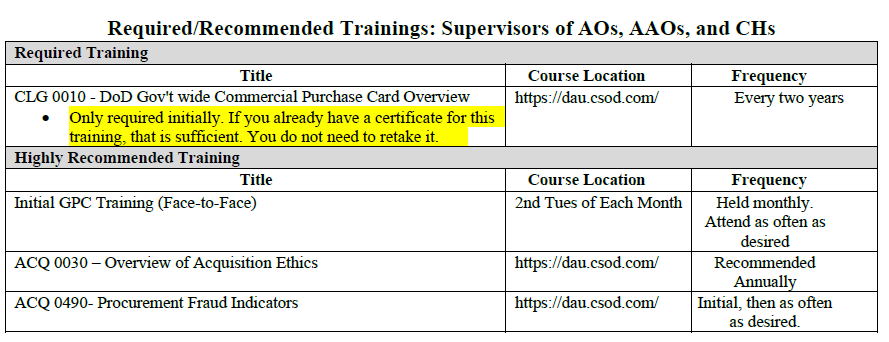 Required/Recommended Trainings: Supervisors of AOs, AAOs, and CHs
Required Training
Title Course Location Frequency
CLG 0010 - DoD Gov't wide Commercial Purchase Card Overview https://dau.csod.com/ Every two years
• Only required initially. If you already have a certificate for this
training, that is sufficient. You do not need to retake it.
Highly Recommended Training
Title Course Location Frequency
Initial GPC Training (Face-to-Face) 2nd Tues of Each Month Held monthly.
Attend as often as
desired
ACQ 0030 – Overview of Acquisition Ethics https://dau.csod.com/ Recommended
Annually
ACQ 0490- Procurement Fraud Indicators https://dau.csod.com/ Initial, then as often
as desired.